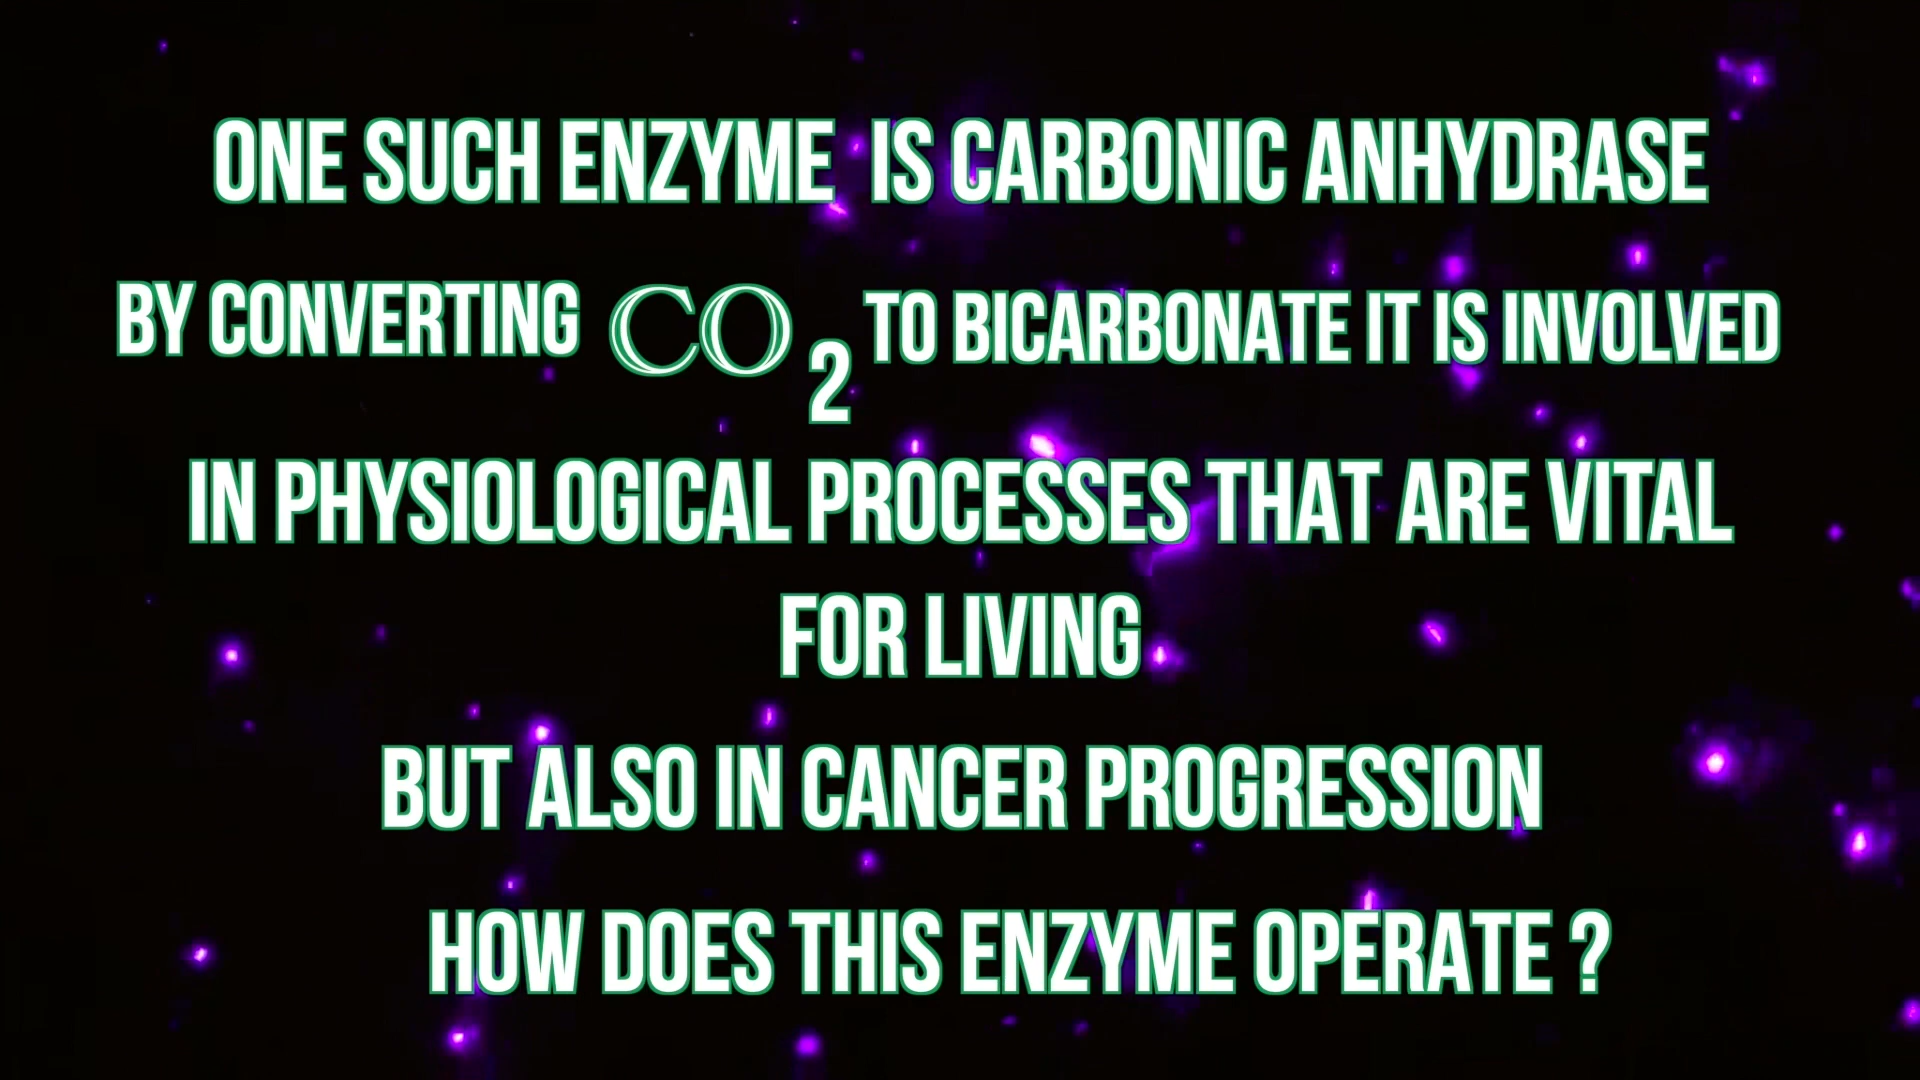 ONE SUCH ENZYME IS CARBONIC ANHYDRASE
BY CONVERTING CO2 TO BICARBONATE IT IS INVOLVED
IN PHYSIOLOGICAL PROCESSES THAT ARE VITAL
FOR LIVING
BUT ALSO IN CANCER PROGRESSION
HOW DOES THIS ENZYME OPERATE ?